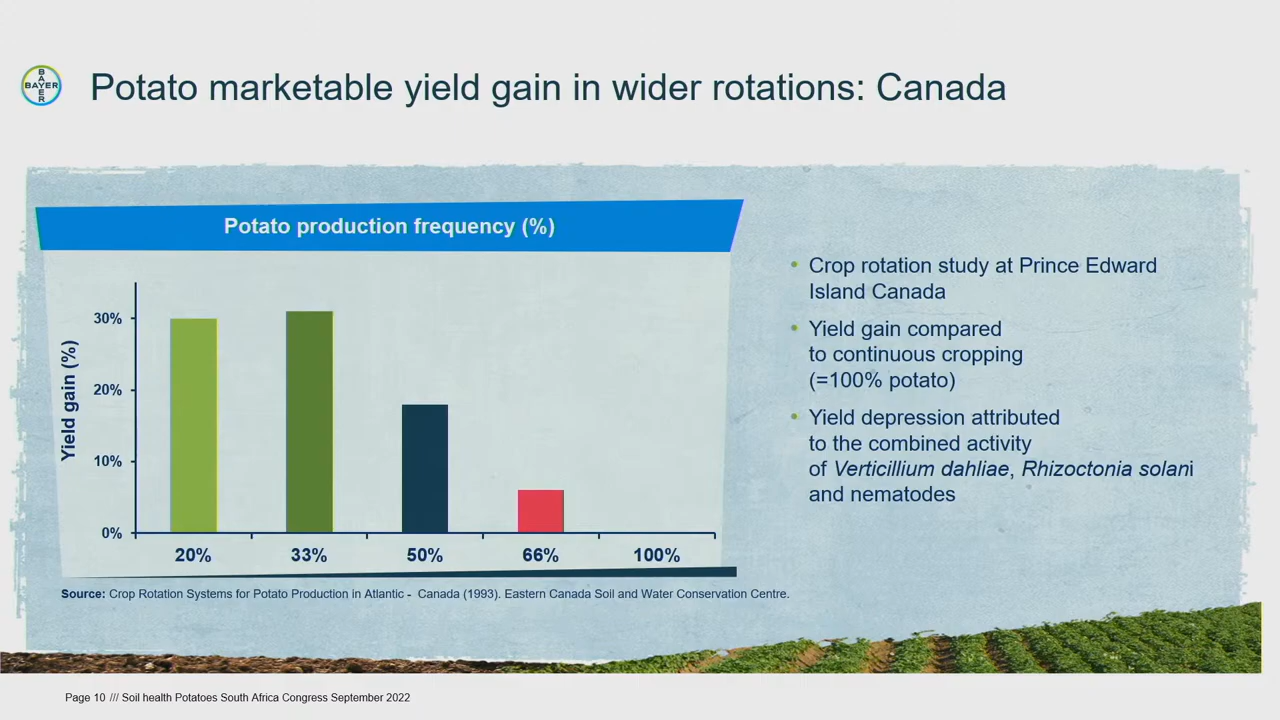 BAYER
BAYER
Potato marketable yield gain in wider rotations: Canada
Potato production frequency (%)
Yield gain (%)
30%
20%
10%
0%
20% 33% 50% 66% 100%
Source: Crop Rotation Systems for Potato Production in Atlantic - Canada (1993). Eastern Canada Soil and Water Conservation Centre.
• Crop rotation study at Prince Edward
Island Canada
• Yield gain compared
to continuous cropping
(=100% potato)
• Yield depression attributed
to the combined activity
of Verticillium dahliae, Rhizoctonia solani
and nematodes
Page 10 /// Soil health Potatoes South Africa Congress September 2022